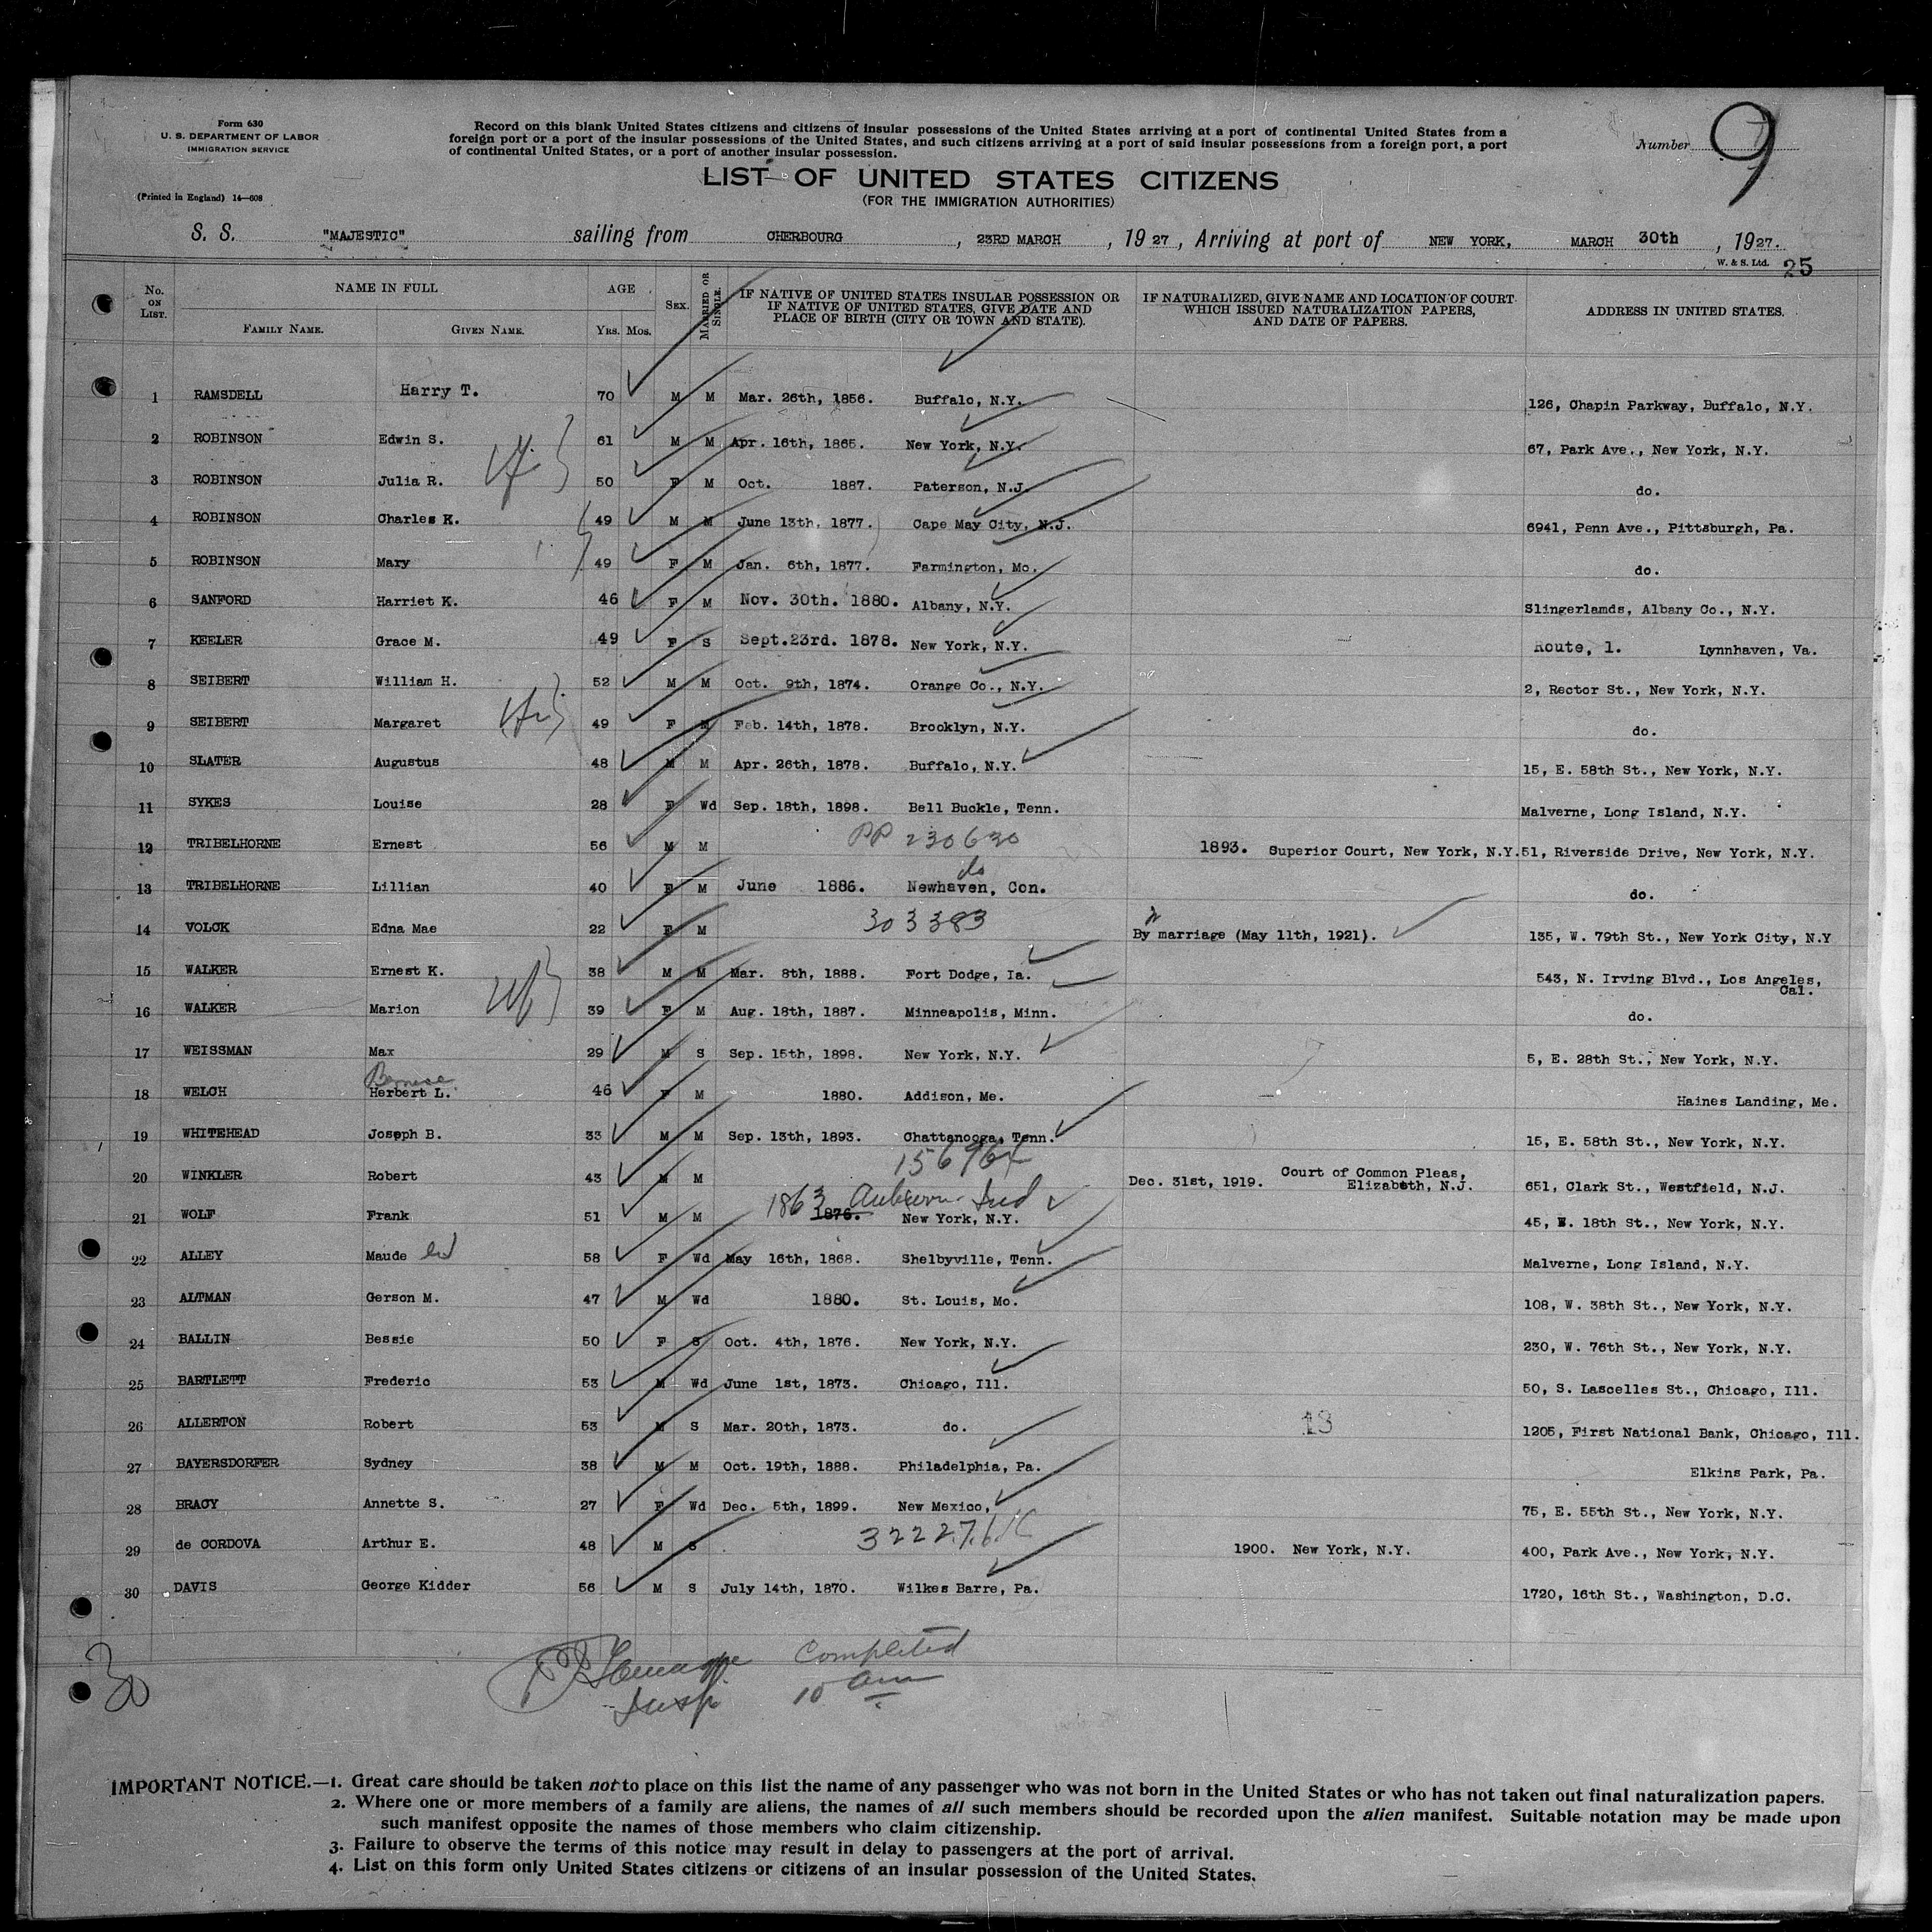 Form 630
U. S. DEPARTMENT OF LABOR
IMMIGRATION SERVICE
(Printed in England) 14—608
Record on this blank United States citizens and citizens of insular possessions of the United States arriving at a port of continental United States from a
foreign port or a port of the insular possessions of the United States, and such citizens arriving at a port of said insular possessions from a foreign port, a port
of continental United States, or a port of another insular possession.
Number 9
LIST OF UNITED STATES CITIZENS
(FOR THE IMMIGRATION AUTHORITIES)
S. S. "MAJESTIC" sailing from CHERBOURG, 23RD MARCH, 1927, Arriving at port of NEW YORK, MARCH 30th, 1927.
W. & S. Ltd. 25
No. ON LIST. NAME IN FULL FAMILY NAME. GIVEN NAME. AGE YRS. MOS. SEX. MARRIED OR SINGLE. IF NATIVE OF UNITED STATES INSULAR POSSESSION OR IF NATIVE OF UNITED STATES, GIVE DATE AND PLACE OF BIRTH (CITY OR TOWN AND STATE). IF NATURALIZED, GIVE NAME AND LOCATION OF COURT WHICH ISSUED NATURALIZATION PAPERS, AND DATE OF PAPERS. ADDRESS IN UNITED STATES.
1 RAMSDELL Harry T. 70 M M Mar. 26th, 1856. Buffalo, N.Y. 126, Chapin Parkway, Buffalo, N.Y.
2 ROBINSON Edwin S. 61 M M Apr. 16th, 1865. New York, N.Y. 67, Park Ave., New York, N.Y.
3 ROBINSON Julia R. 50 F M Oct. 1887. Paterson, N.J. do.
4 ROBINSON Charles K. 49 M M June 13th, 1877. Cape May City, N.J. 6941, Penn Ave., Pittsburgh, Pa.
5 ROBINSON Mary 49 F M Jan. 6th, 1877. Farmington, Mo. do.
6 SANFORD Harriet K. 46 F M Nov. 30th. 1880. Albany, N.Y. Slingerlamds, Albany Co., N.Y.
7 KEELER Grace M. 49 F S Sept.23rd. 1878. New York, N.Y. Route, 1. Lynnhaven, Va.
8 SEIBERT William H. 52 M M Oct. 9th, 1874. Orange Co., N.Y. 2, Rector St., New York, N.Y.
9 SEIBERT Margaret 49 F M Feb. 14th, 1878. Brooklyn, N.Y. do.
10 SLATER Augustus 48 M M Apr. 26th, 1878. Buffalo, N.Y. 15, E. 58th St., New York, N.Y.
11 SYKES Louise 28 F Wd Sep. 18th, 1898. Bell Buckle, Tenn. Malverne, Long Island, N.Y.
12 TRIBELHORNE Ernest 56 M M PP 230630 1893. Superior Court, New York, N.Y. 51, Riverside Drive, New York, N.Y.
do
13 TRIBELHORNE Lillian 40 F M June 1886. Newhaven, Con. do.
14 VOLCK Edna Mae 22 F M 303383 By marriage (May 11th, 1921). 135, W. 79th St., New York City, N.Y
15 WALKER Ernest K. 38 M M Mar. 8th, 1888. Fort Dodge, Ia. 543, N. Irving Blvd., Los Angeles, Cal.
16 WALKER Marion 39 F M Aug. 18th, 1887. Minneapolis, Minn. do.
17 WEISSMAN Max 29 M S Sep. 15th, 1898. New York, N.Y. 5, E. 28th St., New York, N.Y.
Bernese
18 WELCH Herbert L. 46 F M 1880. Addison, Me. Haines Landing, Me.
19 WHITEHEAD Joseph B. 33 M M Sep. 13th, 1893. Chattanooga, Tenn. 15, E. 58th St., New York, N.Y.
20 WINKLER Robert 43 M M 156964 Dec. 31st, 1919. Court of Common Pleas, Elizabeth, N.J. 651, Clark St., Westfield, N.J.
1863 Auburn Ind
21 WOLF Frank 51 M M 1876. New York, N.Y. 45, E. 18th St., New York, N.Y.
22 ALLEY Maude 58 F Wd May 16th, 1868. Shelbyville, Tenn. Malverne, Long Island, N.Y.
23 ALTMAN Gerson M. 47 M Wd 1880. St. Louis, Mo. 108, W. 38th St., New York, N.Y.
24 BALLIN Bessie 50 F S Oct. 4th, 1876. New York, N.Y. 230, W. 76th St., New York, N.Y.
25 BARTLETT Frederic 53 M Wd June 1st, 1873. Chicago, Ill. 50, S. Lascelles St., Chicago, Ill.
26 ALLERTON Robert 53 M S Mar. 20th, 1873. do. 13 1205, First National Bank, Chicago, Ill.
27 BAYERSDORFER Sydney 38 M M Oct. 19th, 1888. Philadelphia, Pa. Elkins Park, Pa.
28 BRACY Annette S. 27 F Wd Dec. 5th, 1899. New Mexico, 75, E. 55th St., New York, N.Y.
29 de CORDOVA Arthur E. 48 M S 322276 1900. New York, N.Y. 400, Park Ave., New York, N.Y.
30 DAVIS George Kidder 56 M S July 14th, 1870. Wilkes Barre, Pa. 1720, 16th St., Washington, D.C.
30
Completed
Insp 10 am
IMPORTANT NOTICE.—1. Great care should be taken not to place on this list the name of any passenger who was not born in the United States or who has not taken out final naturalization papers.
2. Where one or more members of a family are aliens, the names of all such members should be recorded upon the alien manifest. Suitable notation may be made upon
such manifest opposite the names of those members who claim citizenship.
3. Failure to observe the terms of this notice may result in delay to passengers at the port of arrival.
4. List on this form only United States citizens or citizens of an insular possession of the United States.